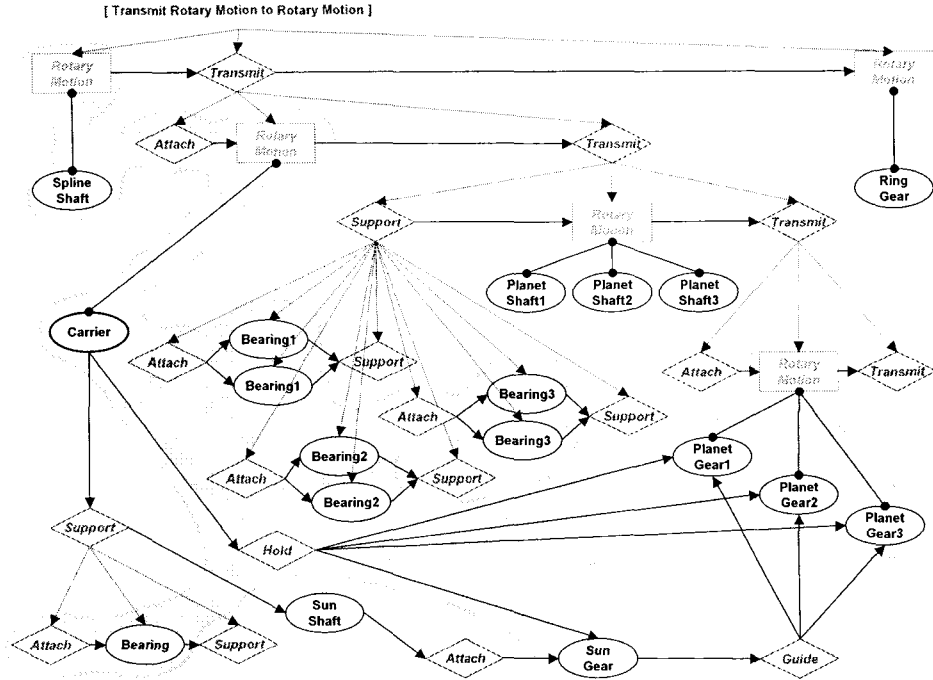 [ Transmit Rotary Motion to Rotary Motion ]
Rotary
Motion
Transmit
Rotary
Motion
Attach
Rotary
Motion
Transmit
Spline
Shaft
Ring
Gear
Support
Rotary
Motion
Transmit
Planet
Shaft1
Planet
Shaft2
Planet
Shaft3
Carrier
Bearing1
Attach
Support
Bearing1
Bearing3
Attach
Support
Bearing3
Attach
Rotary
Motion
Transmit
Bearing2
Attach
Support
Bearing2
Planet
Gear1
Planet
Gear2
Planet
Gear3
Support
Hold
Sun
Shaft
Attach
Bearing
Support
Attach
Sun
Gear
Guide